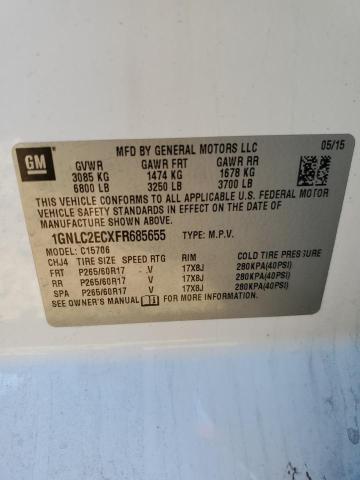 GM
MFD BY GENERAL MOTORS LLC 05/15
GVWR GAWR FRT GAWR RR
3085 KG 1474 KG 1678 KG
6800 LB 3250 LB 3700 LB
THIS VEHICLE CONFORMS TO ALL APPLICABLE U.S. FEDERAL MOTOR
VEHICLE SAFETY STANDARDS IN EFFECT ON THE DATE OF
MANUFACTURE SHOWN ABOVE.
1GNLC2ECXFR685655 TYPE: M.P.V.
MODEL: C15706
CHJ4 TIRE SIZE SPEED RTG RIM COLD TIRE PRESSURE
FRT P265/60R17 V 17X8J 280KPA(40PSI)
RR P265/60R17 V 17X8J 280KPA(40PSI)
SPA P265/60R17 V 17X8J 280KPA(40PSI)
SEE OWNER'S MANUAL FOR ADDITIONAL INFORMATION.